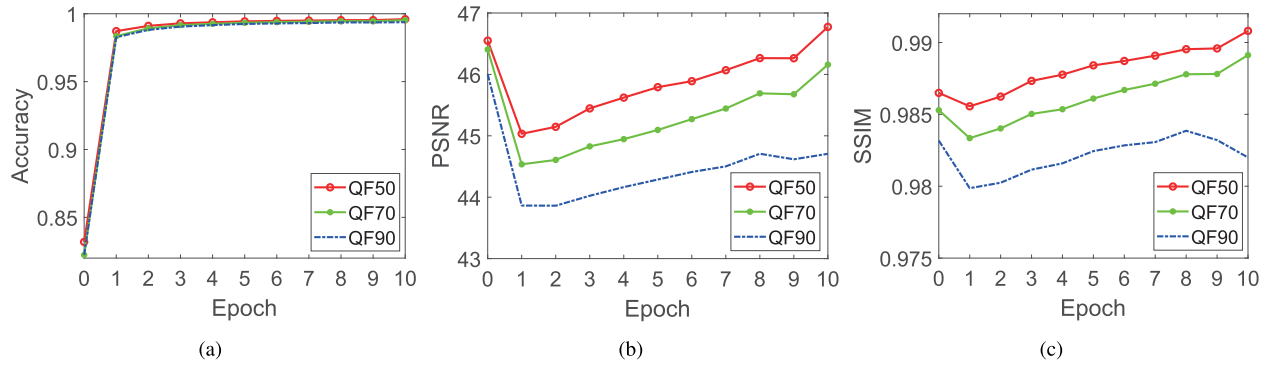 1
0.95
0.9
0.85
Accuracy
0 1 2 3 4 5 6 7 8 9 10
Epoch
QF50
QF70
QF90
(a)
47
46
45
44
43
PSNR
0 1 2 3 4 5 6 7 8 9 10
Epoch
QF50
QF70
QF90
(b)
0.99
0.985
0.98
0.975
SSIM
0 1 2 3 4 5 6 7 8 9 10
Epoch
QF50
QF70
QF90
(c)